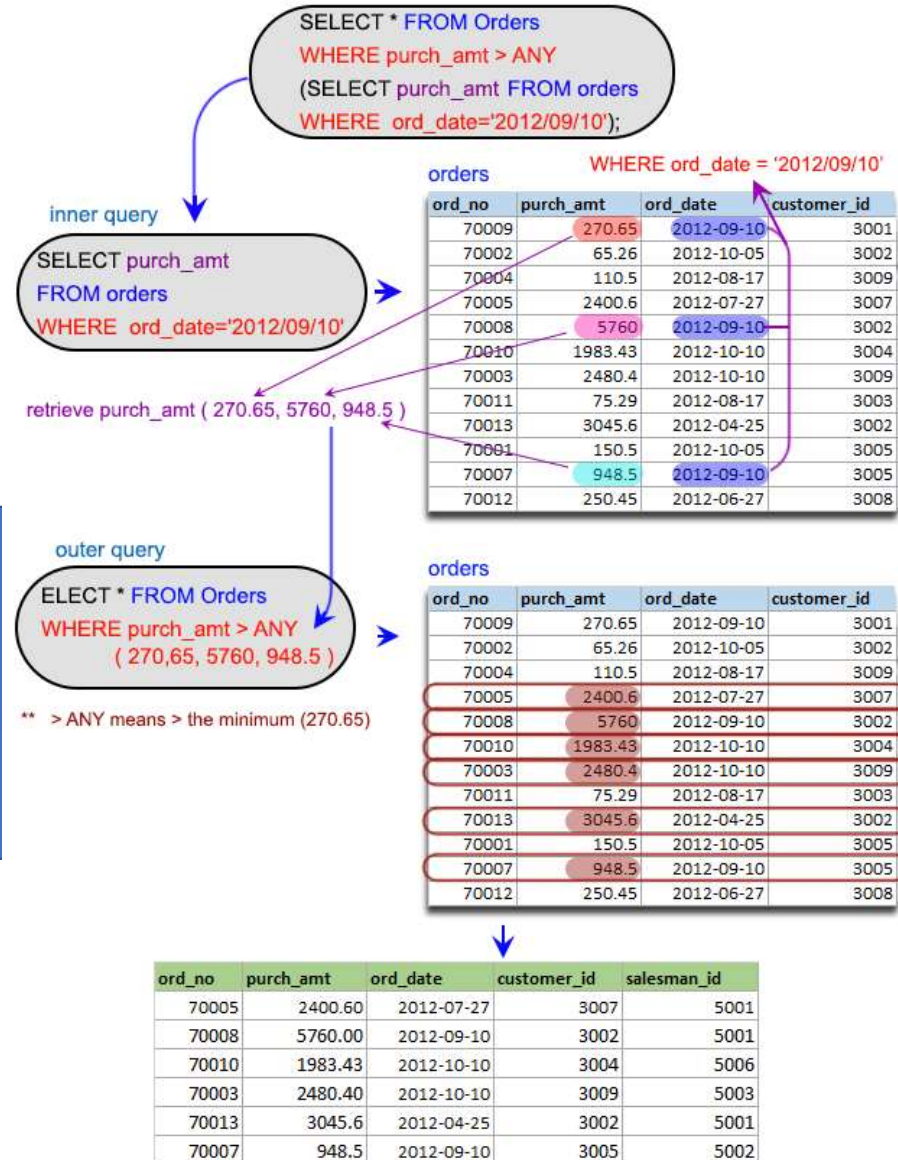 SELECT * FROM Orders
WHERE purch_amt > ANY
(SELECT purch_amt FROM orders
WHERE ord_date='2012/09/10');
WHERE ord_date = '2012/09/10'
orders
ord_no purch_amt ord_date customer_id
70009 270.65 2012-09-10 3001
70002 65.26 2012-10-05 3002
70004 110.5 2012-08-17 3009
70005 2400.6 2012-07-27 3007
70008 5760 2012-09-10 3002
70010 1983.43 2012-10-10 3004
70003 2480.4 2012-10-10 3009
70011 75.29 2012-08-17 3003
70013 3045.6 2012-04-25 3002
70001 150.5 2012-10-05 3005
70007 948.5 2012-09-10 3005
70012 250.45 2012-06-27 3008
inner query
SELECT purch_amt
FROM orders
WHERE ord_date='2012/09/10'
retrieve purch_amt ( 270.65, 5760, 948.5 )
outer query
ELECT * FROM Orders
WHERE purch_amt > ANY
( 270,65, 5760, 948.5 )
** > ANY means > the minimum (270.65)
orders
ord_no purch_amt ord_date customer_id
70009 270.65 2012-09-10 3001
70002 65.26 2012-10-05 3002
70004 110.5 2012-08-17 3009
70005 2400.6 2012-07-27 3007
70008 5760 2012-09-10 3002
70010 1983.43 2012-10-10 3004
70003 2480.4 2012-10-10 3009
70011 75.29 2012-08-17 3003
70013 3045.6 2012-04-25 3002
70001 150.5 2012-10-05 3005
70007 948.5 2012-09-10 3005
70012 250.45 2012-06-27 3008
ord_no purch_amt ord_date customer_id salesman_id
70005 2400.60 2012-07-27 3007 5001
70008 5760.00 2012-09-10 3002 5001
70010 1983.43 2012-10-10 3004 5006
70003 2480.40 2012-10-10 3009 5003
70013 3045.6 2012-04-25 3002 5001
70007 948.5 2012-09-10 3005 5002